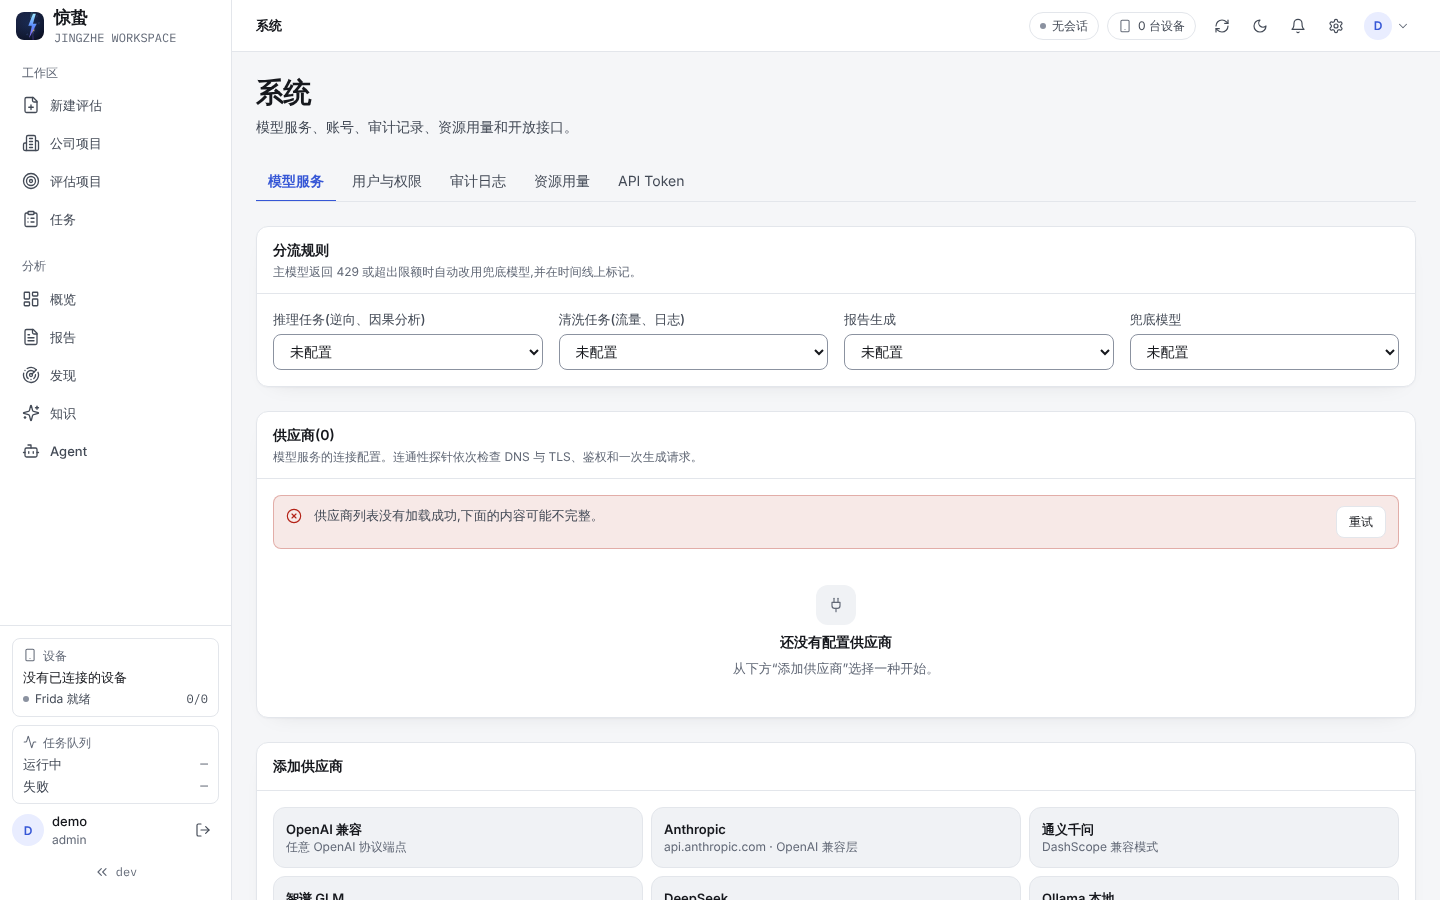 惊蛰
JINGZHE WORKSPACE
工作区
新建评估
公司项目
评估项目
任务
分析
概览
报告
发现
知识
Agent
设备
没有已连接的设备
Frida 就绪 0/0
任务队列
运行中 —
失败 —
D
demo
admin
dev
系统
无会话
0 台设备
D
系统
模型服务、账号、审计记录、资源用量和开放接口。
模型服务 用户与权限 审计日志 资源用量 API Token
分流规则
主模型返回 429 或超出限额时自动改用兜底模型,并在时间线上标记。
推理任务(逆向、因果分析) 清洗任务(流量、日志) 报告生成 兜底模型
未配置 未配置 未配置 未配置
供应商(0)
模型服务的连接配置。连通性探针依次检查 DNS 与 TLS、鉴权和一次生成请求。
供应商列表没有加载成功,下面的内容可能不完整。
重试
还没有配置供应商
从下方“添加供应商”选择一种开始。
添加供应商
OpenAI 兼容
任意 OpenAI 协议端点
Anthropic
api.anthropic.com · OpenAI 兼容层
通义千问
DashScope 兼容模式
智谱 GLM
DeepSeek
Ollama 本地